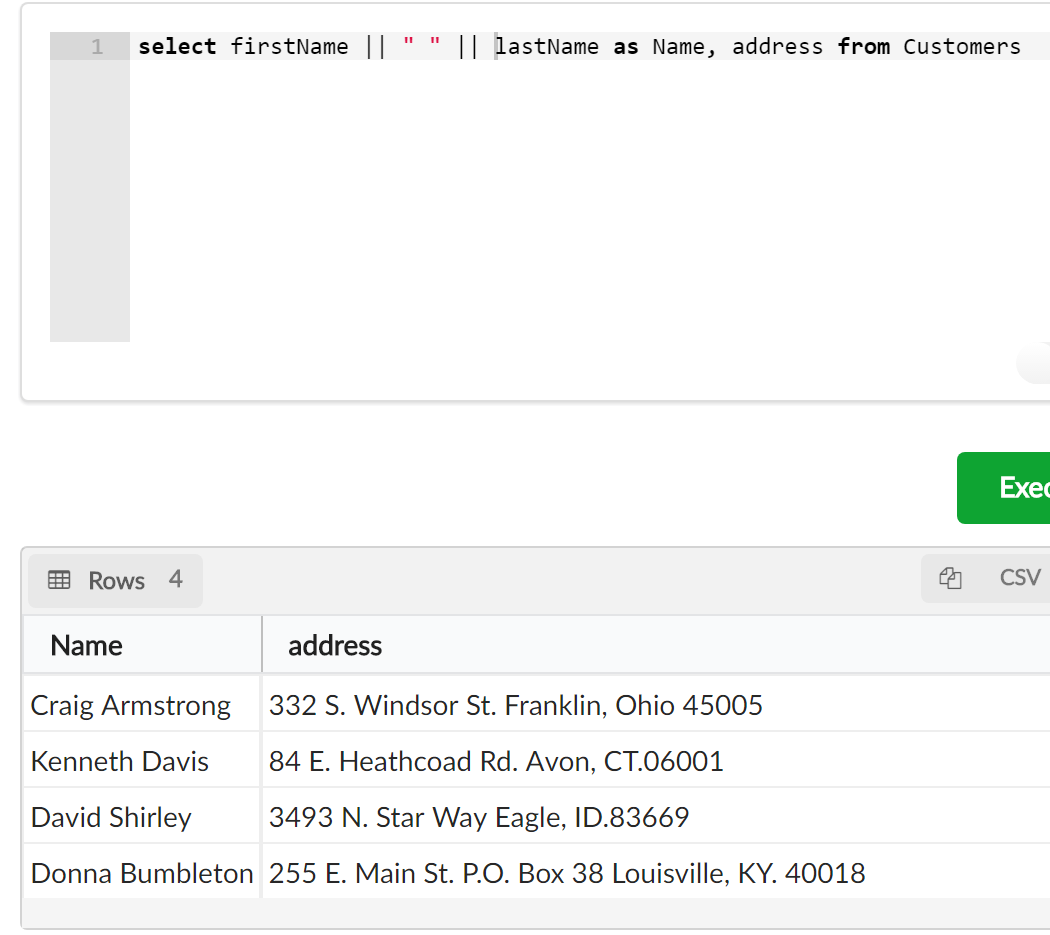 1 select firstName || " " || lastName as Name, address from Customers
Exec
Rows 4 CSV
Name address
Craig Armstrong 332 S. Windsor St. Franklin, Ohio 45005
Kenneth Davis 84 E. Heathcoad Rd. Avon, CT.06001
David Shirley 3493 N. Star Way Eagle, ID.83669
Donna Bumbleton 255 E. Main St. P.O. Box 38 Louisville, KY. 40018